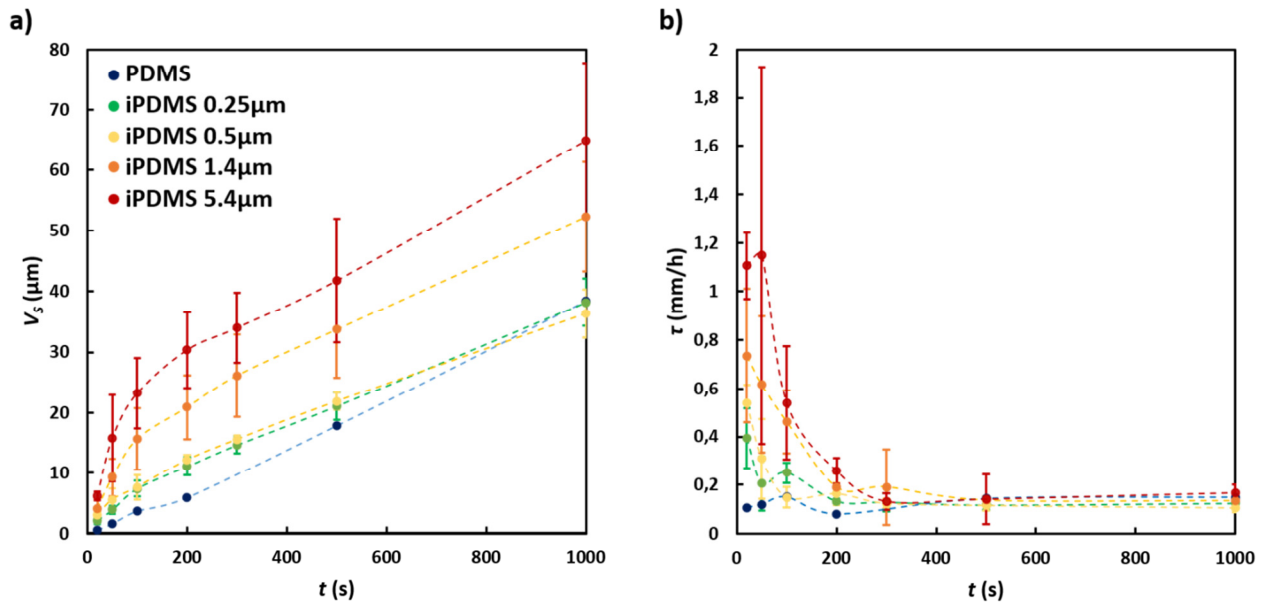 a)
80
70
60
50
40
30
20
10
0
V_S (µm)
PDMS
iPDMS 0.25µm
iPDMS 0.5µm
iPDMS 1.4µm
iPDMS 5.4µm
0 200 400 600 800 1000
t (s)
b)
2
1,8
1,6
1,4
1,2
1
0,8
0,6
0,4
0,2
0
τ (mm/h)
0 200 400 600 800 1000
t (s)